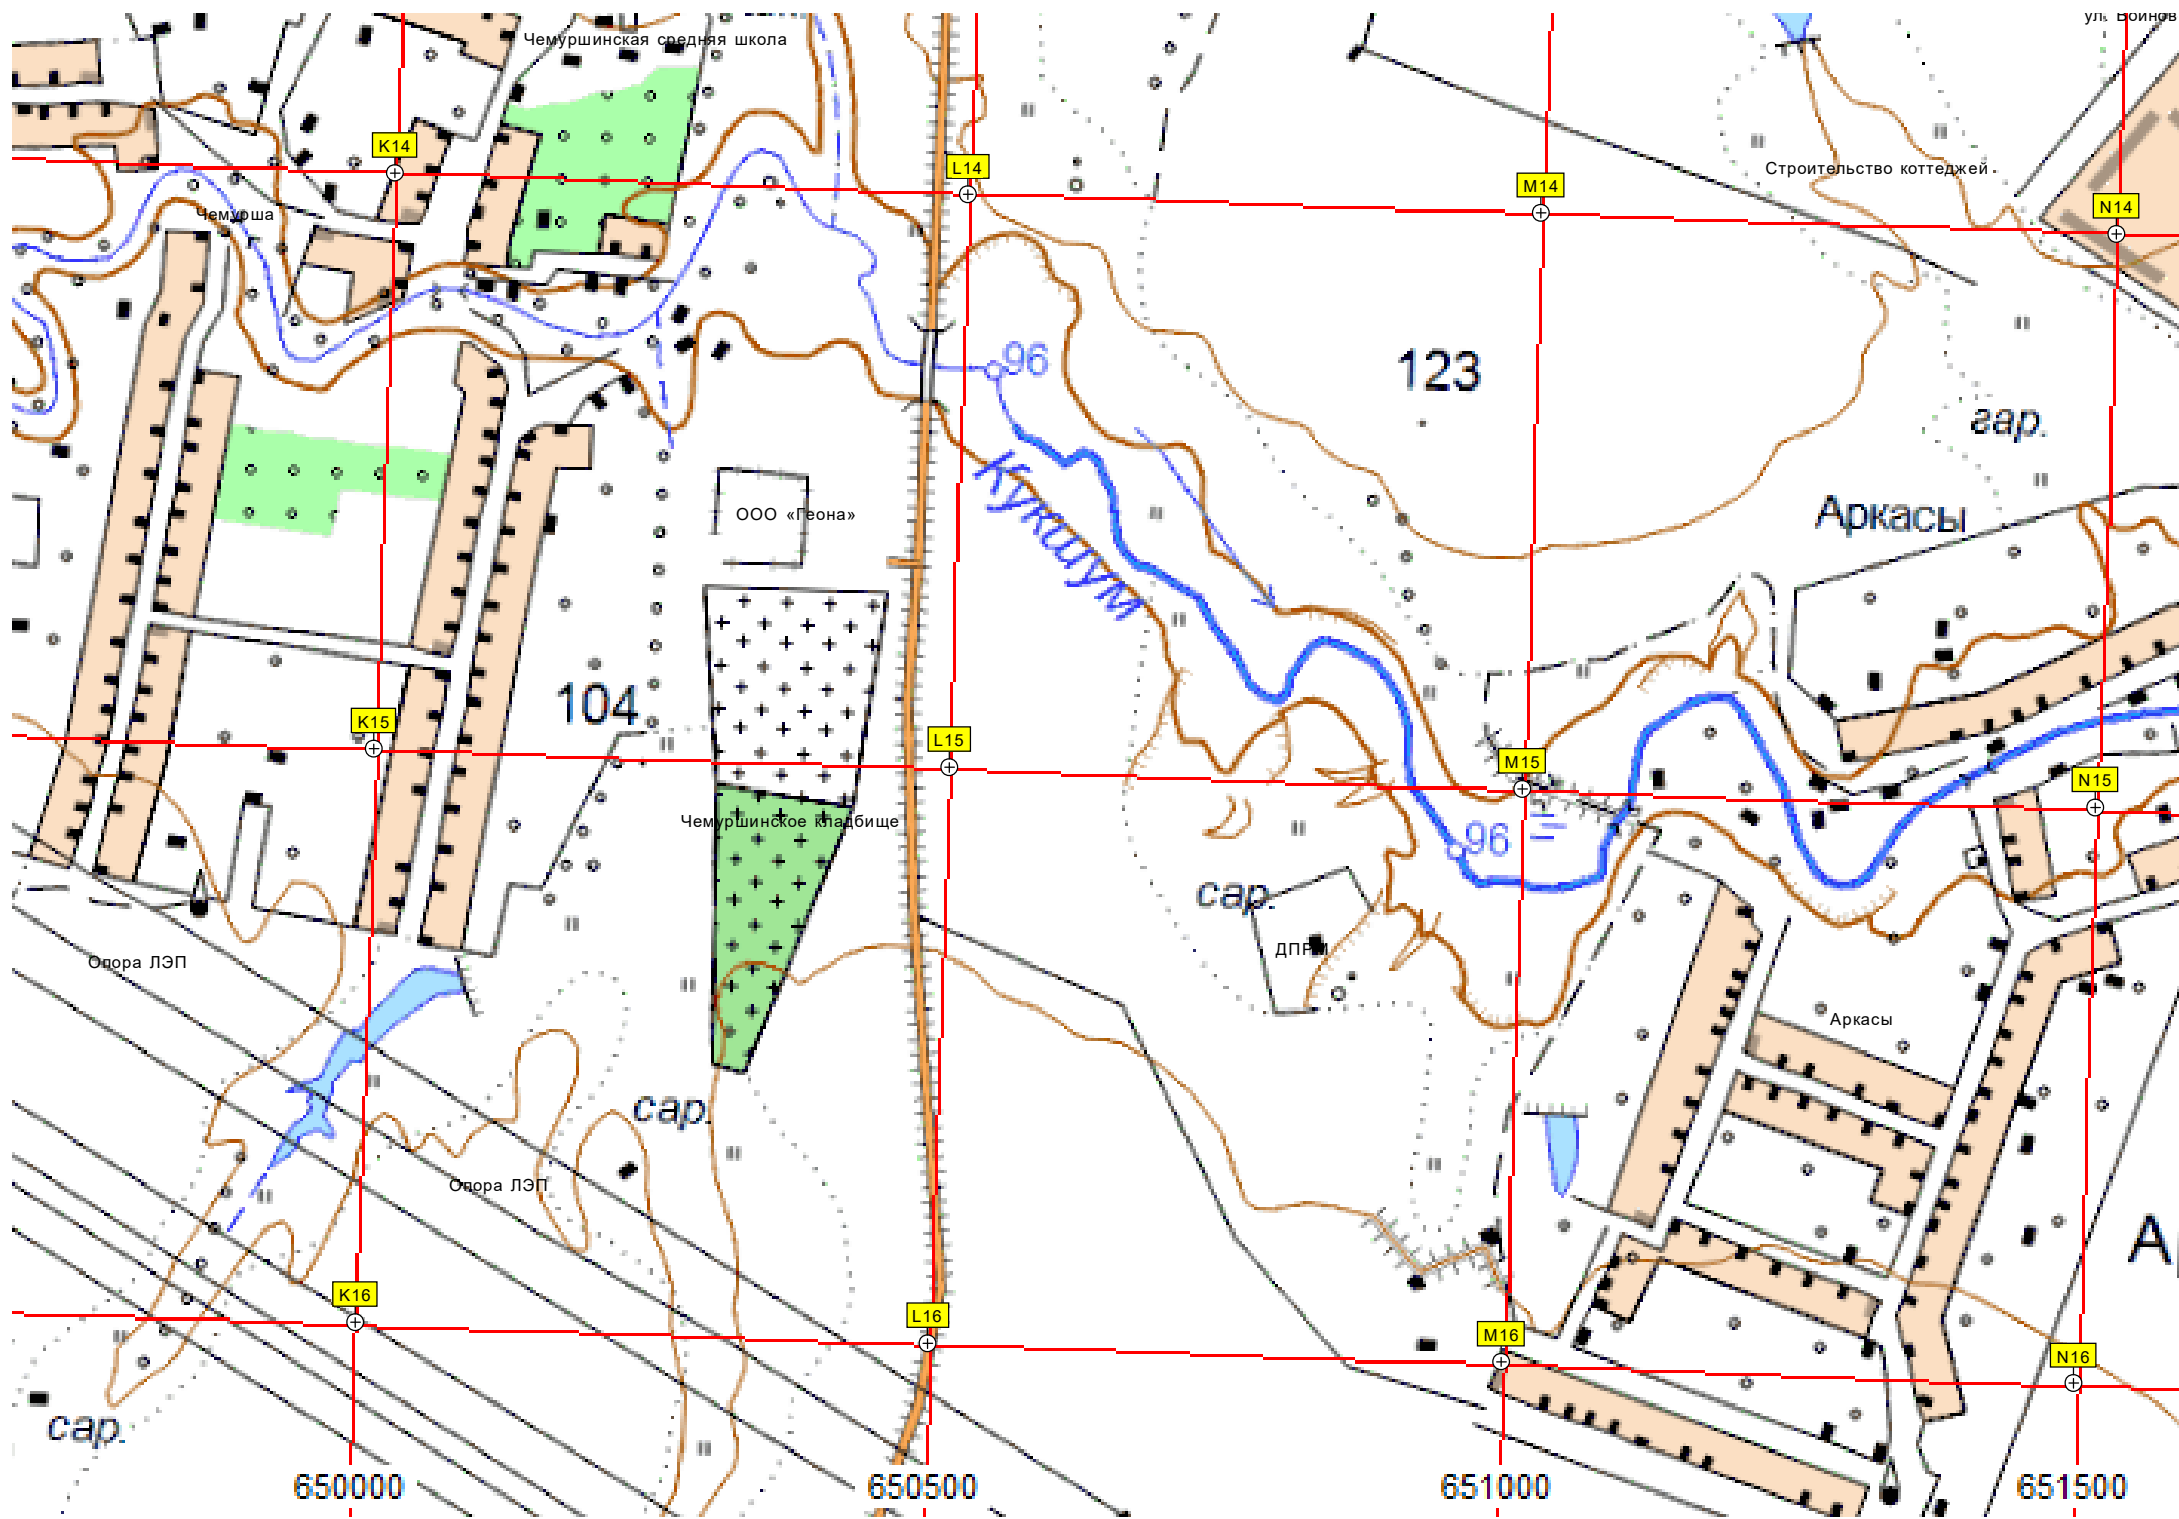 Чемуршинская средняя школа
K14
L14
Строительство коттеджей
M14
N14
Чемурша
96
123
гар.
Кукшум
ООО «Геона»
Аркасы
104
K15
L15
M15
N15
Чемуршинское кладбище
96
сар.
ДПРМ
Опора ЛЭП
Аркасы
сар.
Опора ЛЭП
K16
L16
M16
N16
сар.
650000
650500
651000
651500